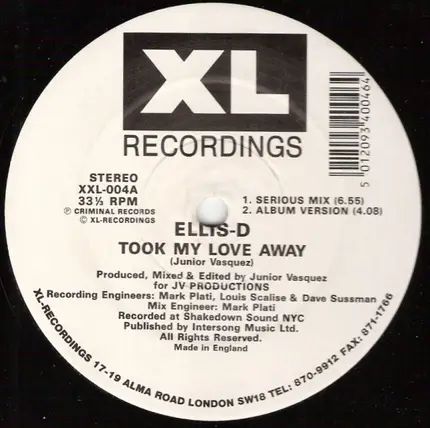 XL
RECORDINGS
STEREO
XXL-004A
33⅓ RPM
Ⓟ CRIMINAL RECORDS
© XL-RECORDINGS
5 012093 400464
1. SERIOUS MIX (6.55)
2. ALBUM VERSION (4.08)
ELLIS-D
TOOK MY LOVE AWAY
(Junior Vasquez)
Produced, Mixed & Edited by Junior Vasquez
for JV PRODUCTIONS
Recording Engineers: Mark Plati, Louis Scalise & Dave Sussman
Mix Engineer: Mark Plati
Recorded at Shakedown Sound NYC
Published by Intersong Music Ltd.
All Rights Reserved.
Made in England
XL-RECORDINGS 17-19 ALMA ROAD LONDON SW18 TEL: 870-9912 FAX: 871-1766